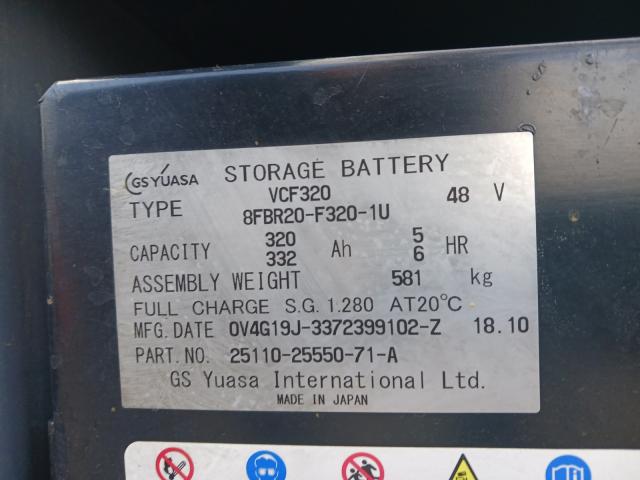 GS YUASA STORAGE BATTERY
VCF320 48 V
TYPE 8FBR20-F320-1U
320 5
CAPACITY Ah HR
332 6
ASSEMBLY WEIGHT 581 kg
FULL CHARGE S.G. 1.280 AT20℃
MFG.DATE 0V4G19J-3372399102-Z 18.10
PART.NO. 25110-25550-71-A
GS Yuasa International Ltd.
MADE IN JAPAN